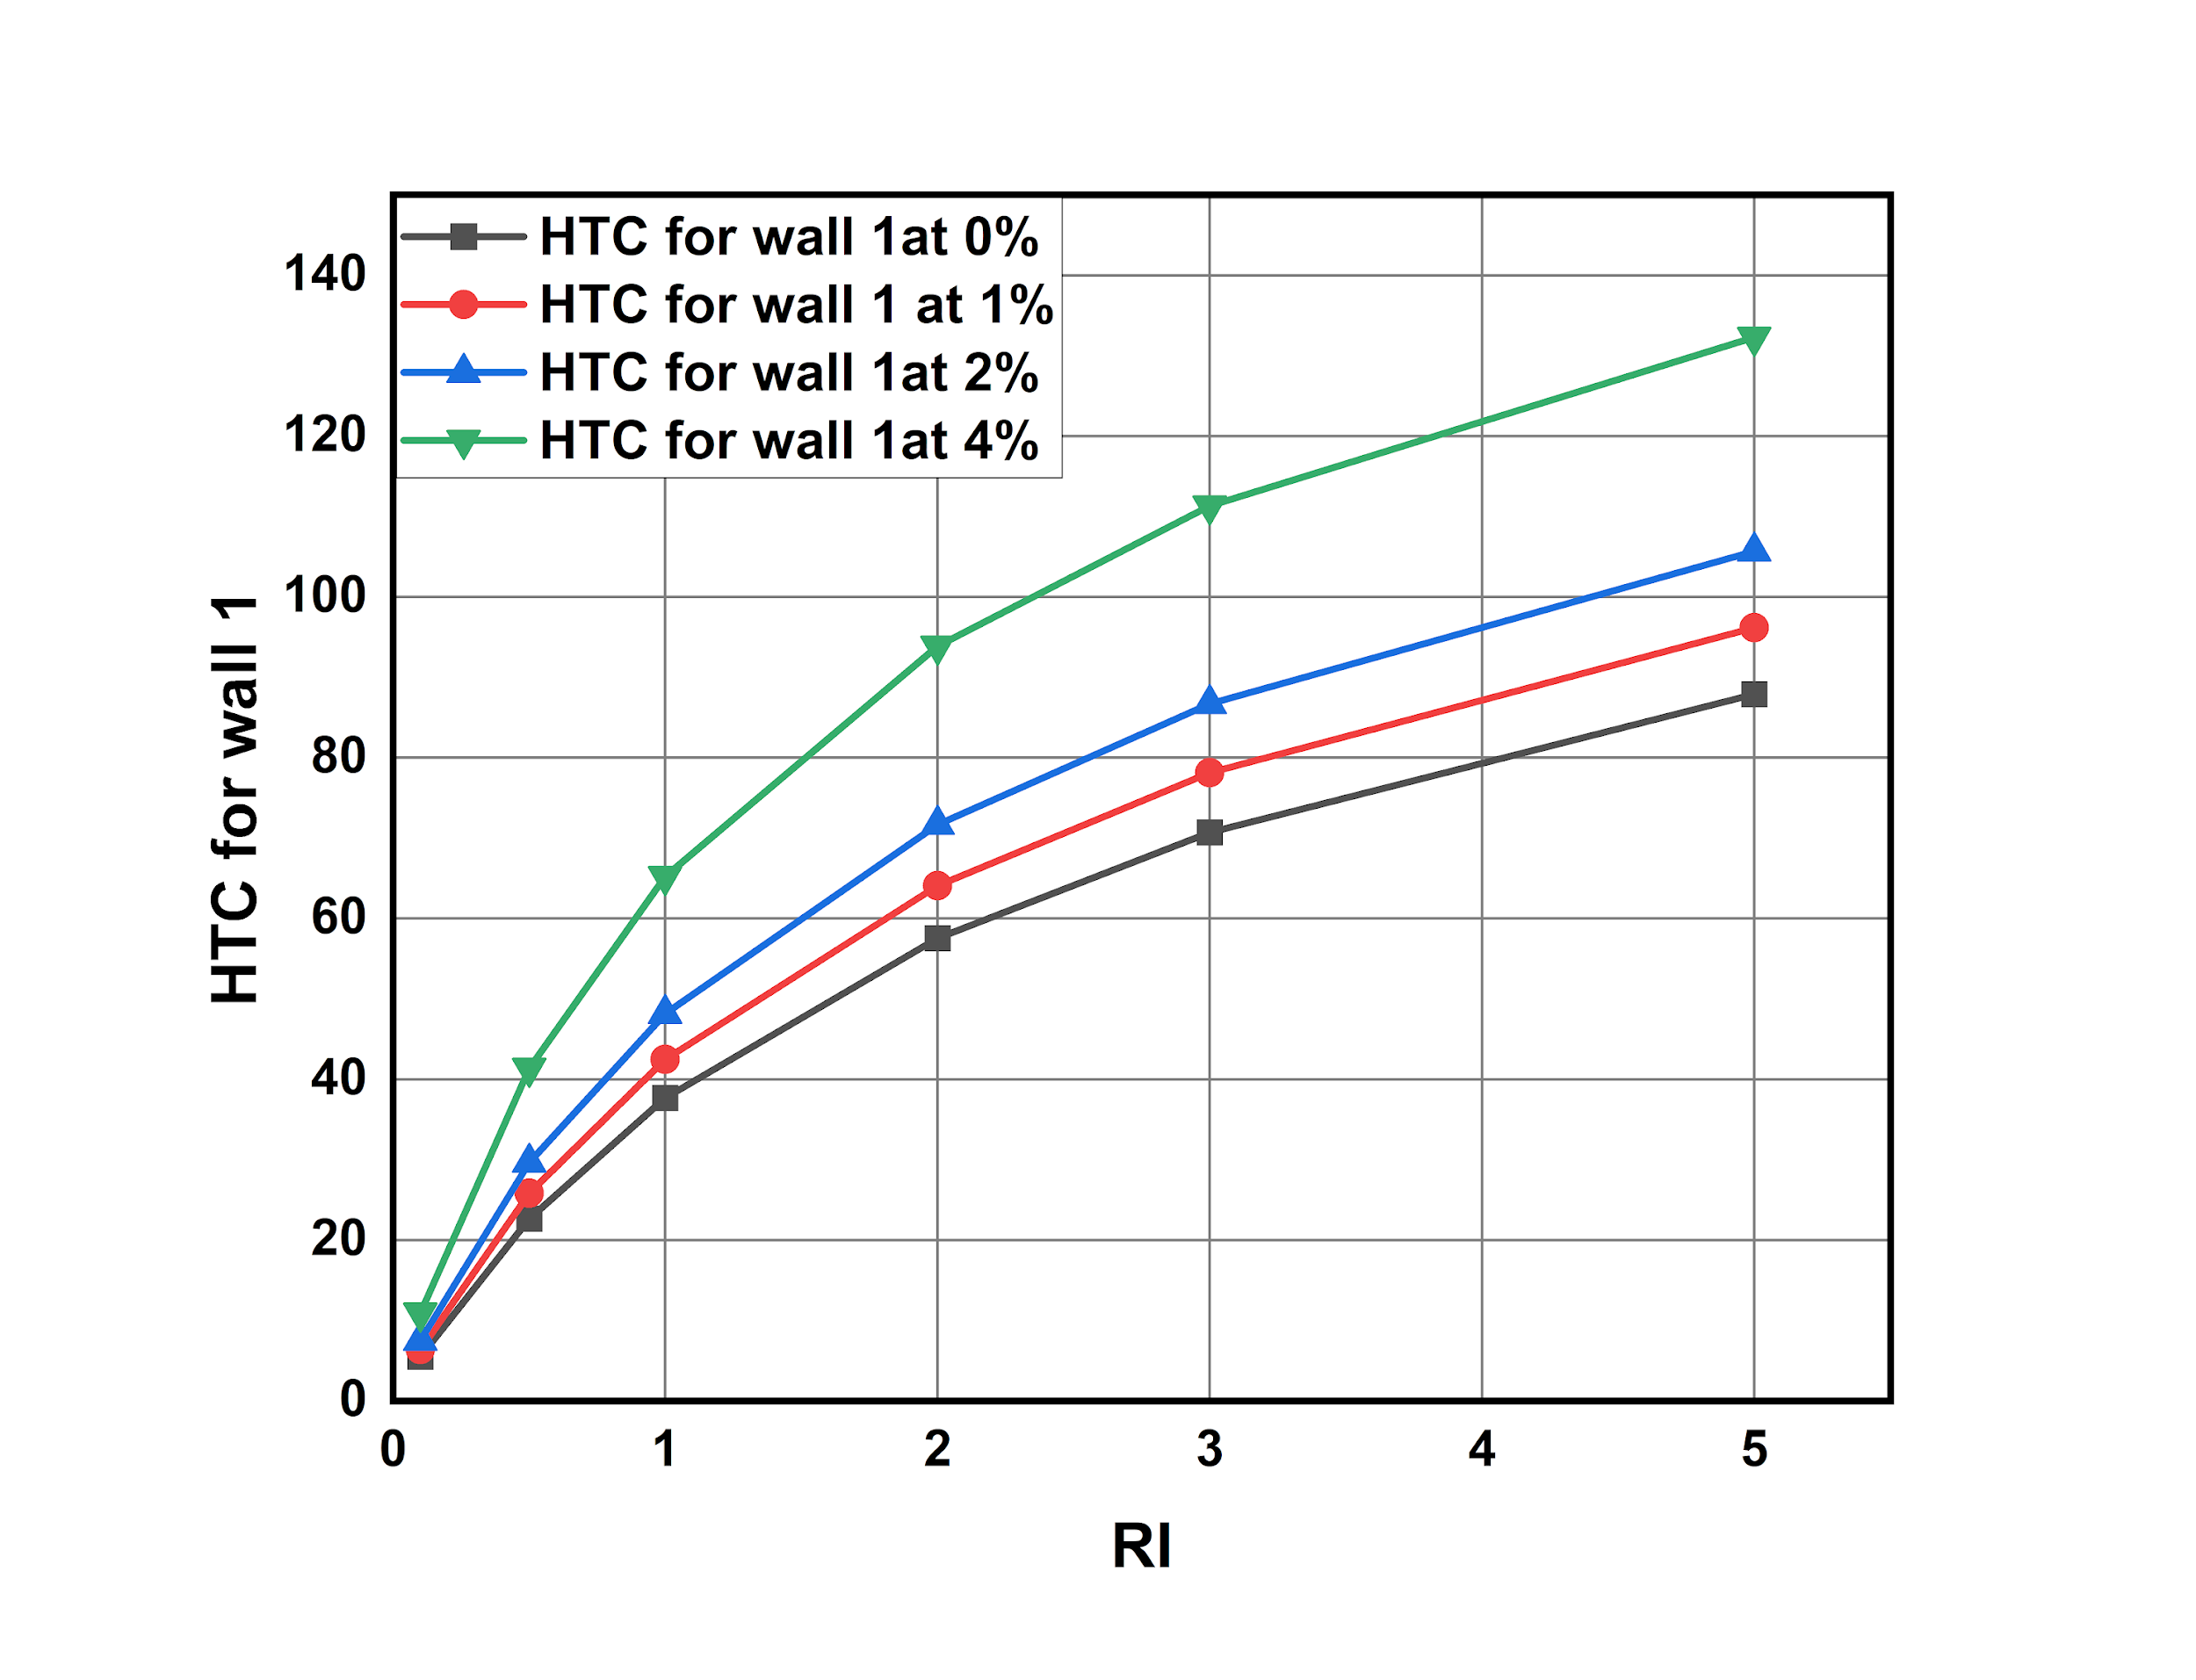 HTC for wall 1at 0%
HTC for wall 1 at 1%
HTC for wall 1at 2%
HTC for wall 1at 4%
140
120
100
80
60
40
20
0
HTC for wall 1
0 1 2 3 4 5
RI